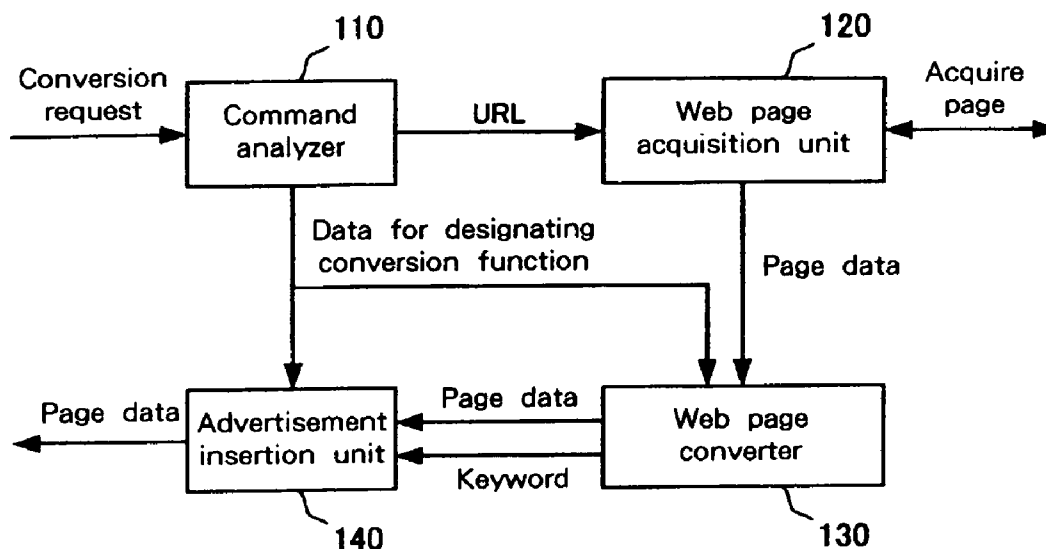 110
120
Conversion
request
Command
analyzer
URL
Web page
acquisition unit
Acquire
page
Data for designating
conversion function
Page data
Page data
Advertisement
insertion unit
Page data
Keyword
Web page
converter
140
130